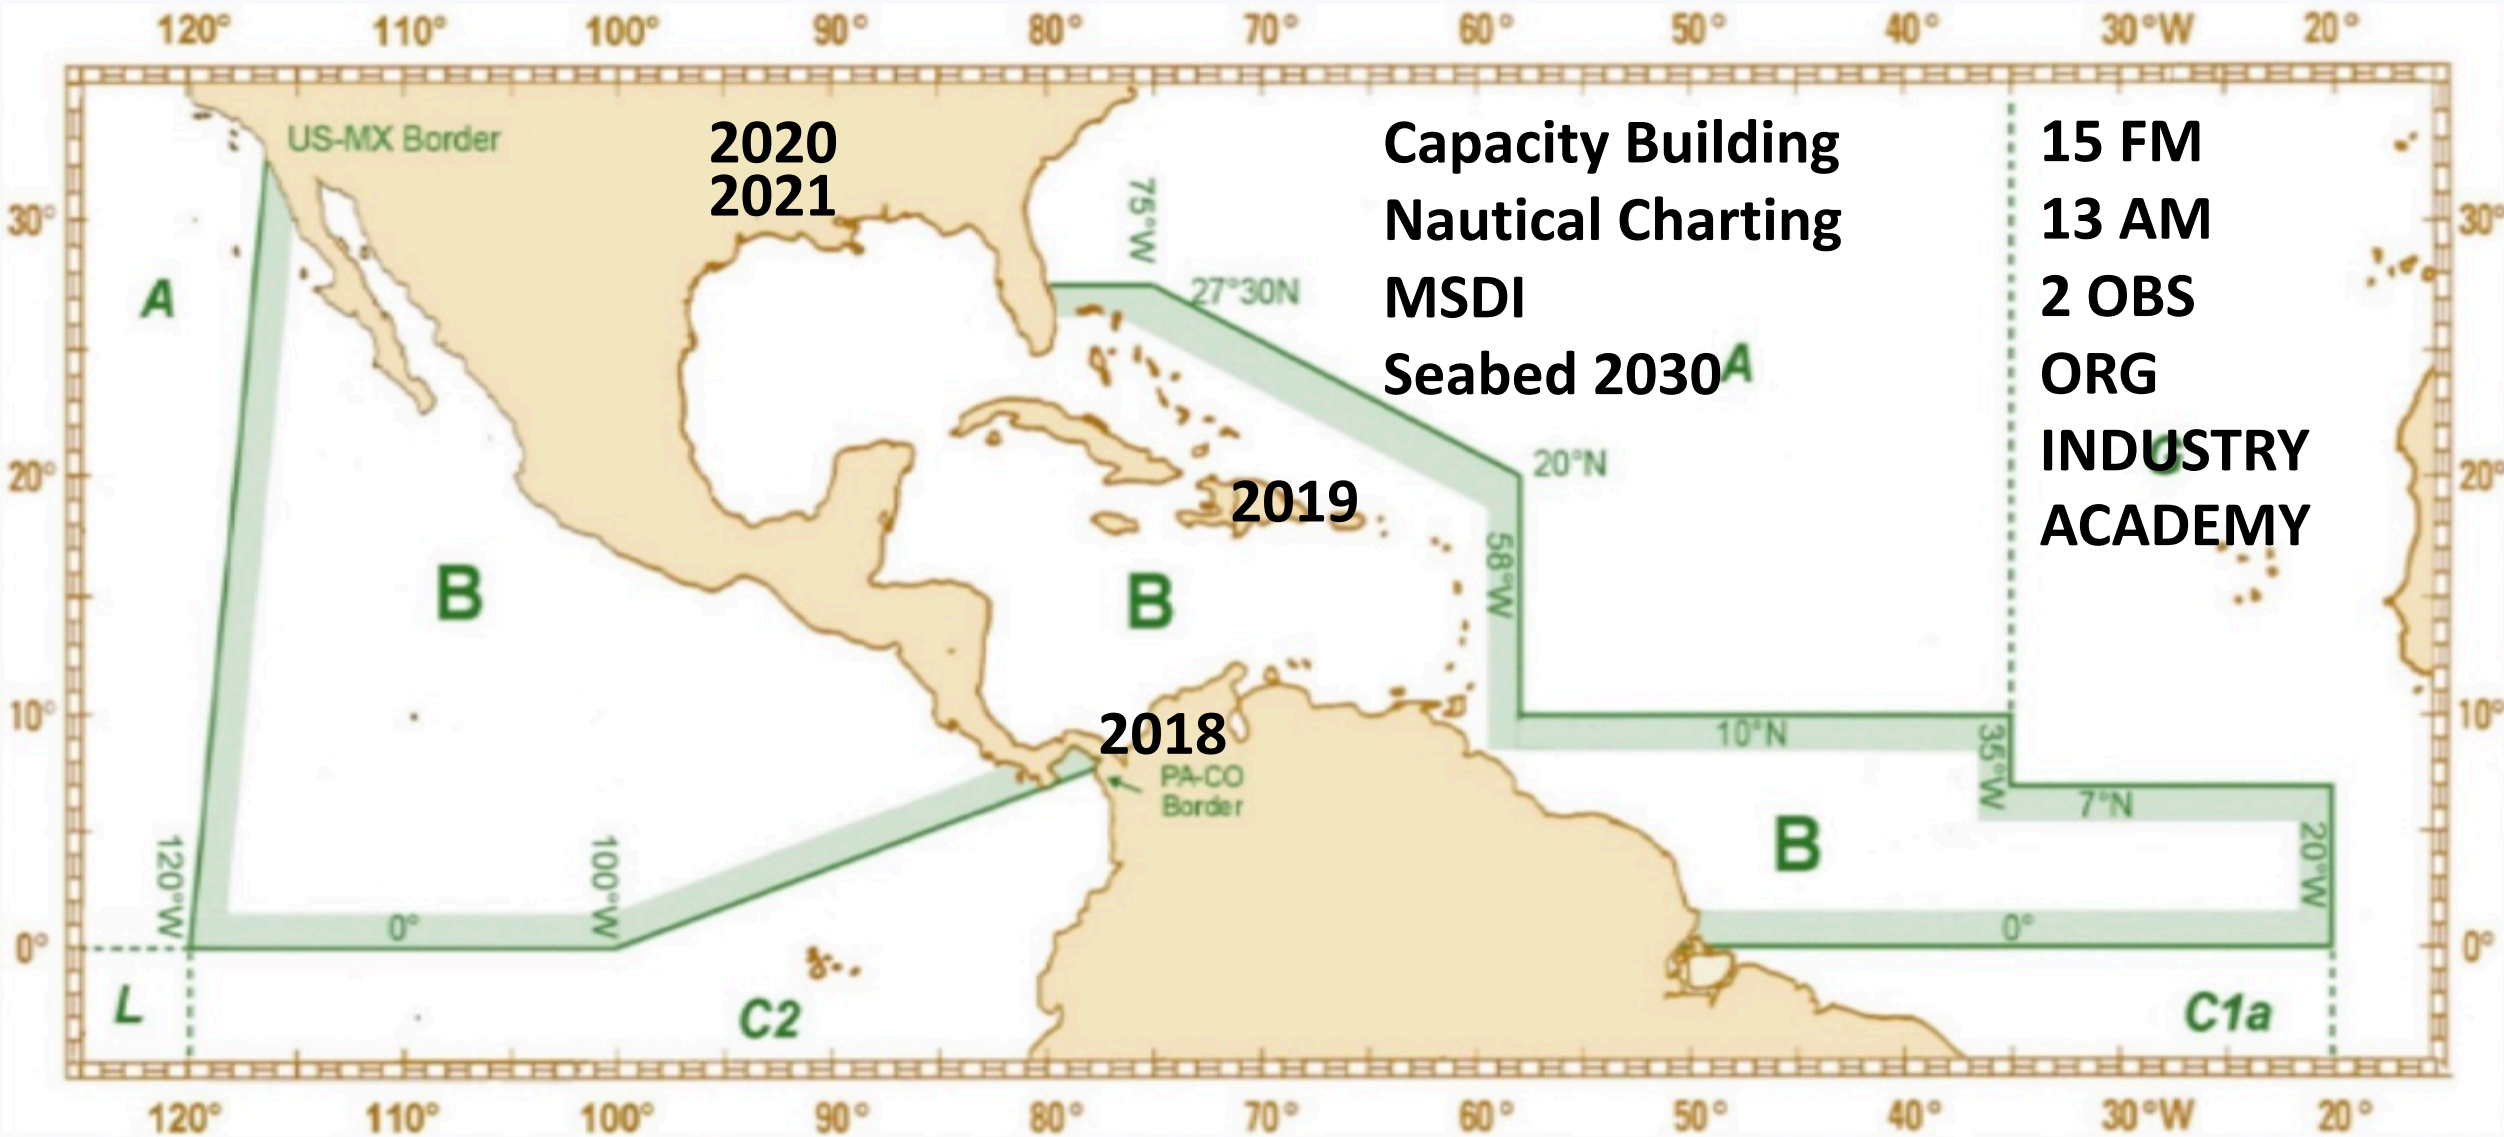 120° 110° 100° 90° 80° 70° 60° 50° 40° 30°W 20°
US-MX Border
2020
2021
Capacity Building
Nautical Charting
MSDI
Seabed 2030
15 FM
13 AM
2 OBS
ORG
INDUSTRY
ACADEMY
30°
30°
75°W
27°30N
A
A
G
20°
20°
20°N
2019
58°W
B
B
10°
10°
2018
PA-CO
Border
10°N
35°W
7°N
B
120°W
100°W
20°W
0°
0°
0°
0°
L
C2
C1a
120° 110° 100° 90° 80° 70° 60° 50° 40° 30°W 20°